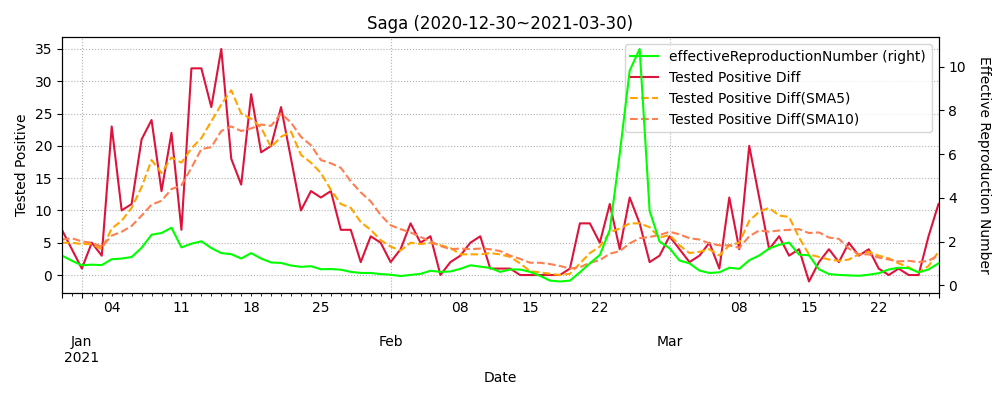 Saga (2020-12-30~2021-03-30)
effectiveReproductionNumber (right)
Tested Positive Diff
Tested Positive Diff(SMA5)
Tested Positive Diff(SMA10)
Tested Positive
35
30
25
20
15
10
5
0
Effective Reproduction Number
10
8
6
4
2
0
04 11 18 25 08 15 22 08 15 22
Jan Feb Mar
2021
Date